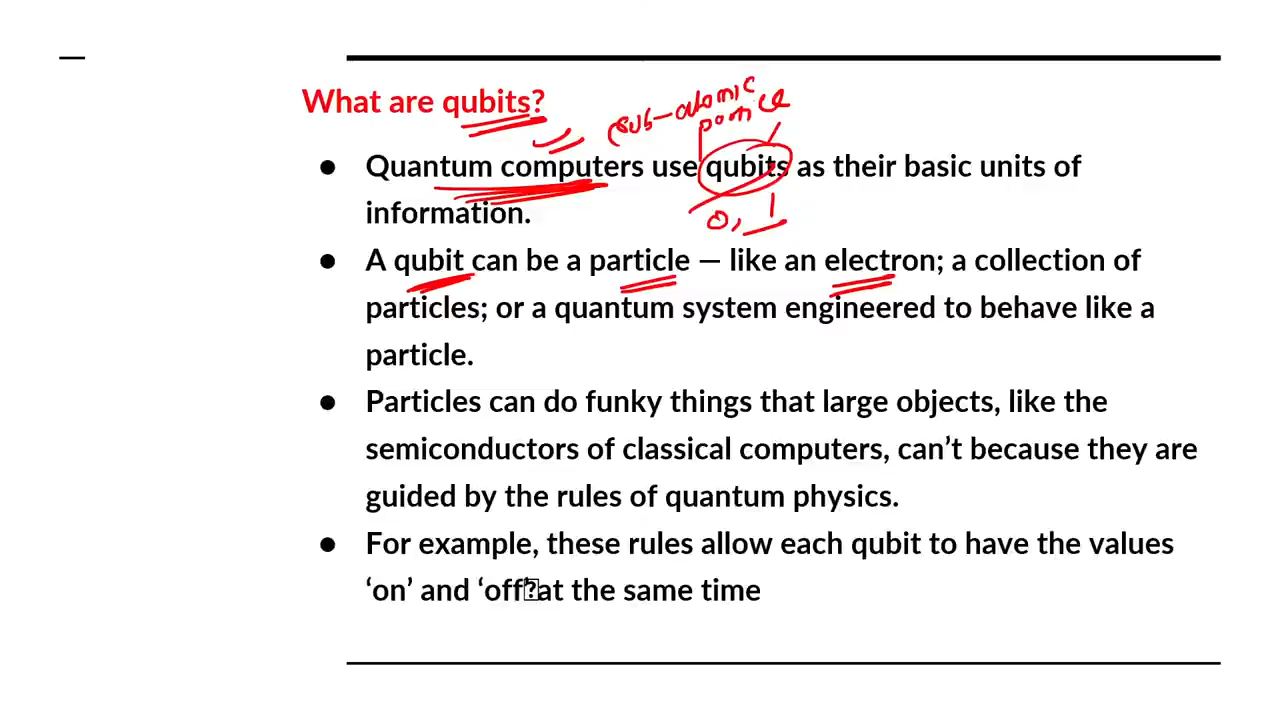 What are qubits?
sub-atomic
particle
Quantum computers use qubits as their basic units of
information.
0, 1
A qubit can be a particle — like an electron; a collection of
particles; or a quantum system engineered to behave like a
particle.
Particles can do funky things that large objects, like the
semiconductors of classical computers, can’t because they are
guided by the rules of quantum physics.
For example, these rules allow each qubit to have the values
‘on’ and ‘off at the same time